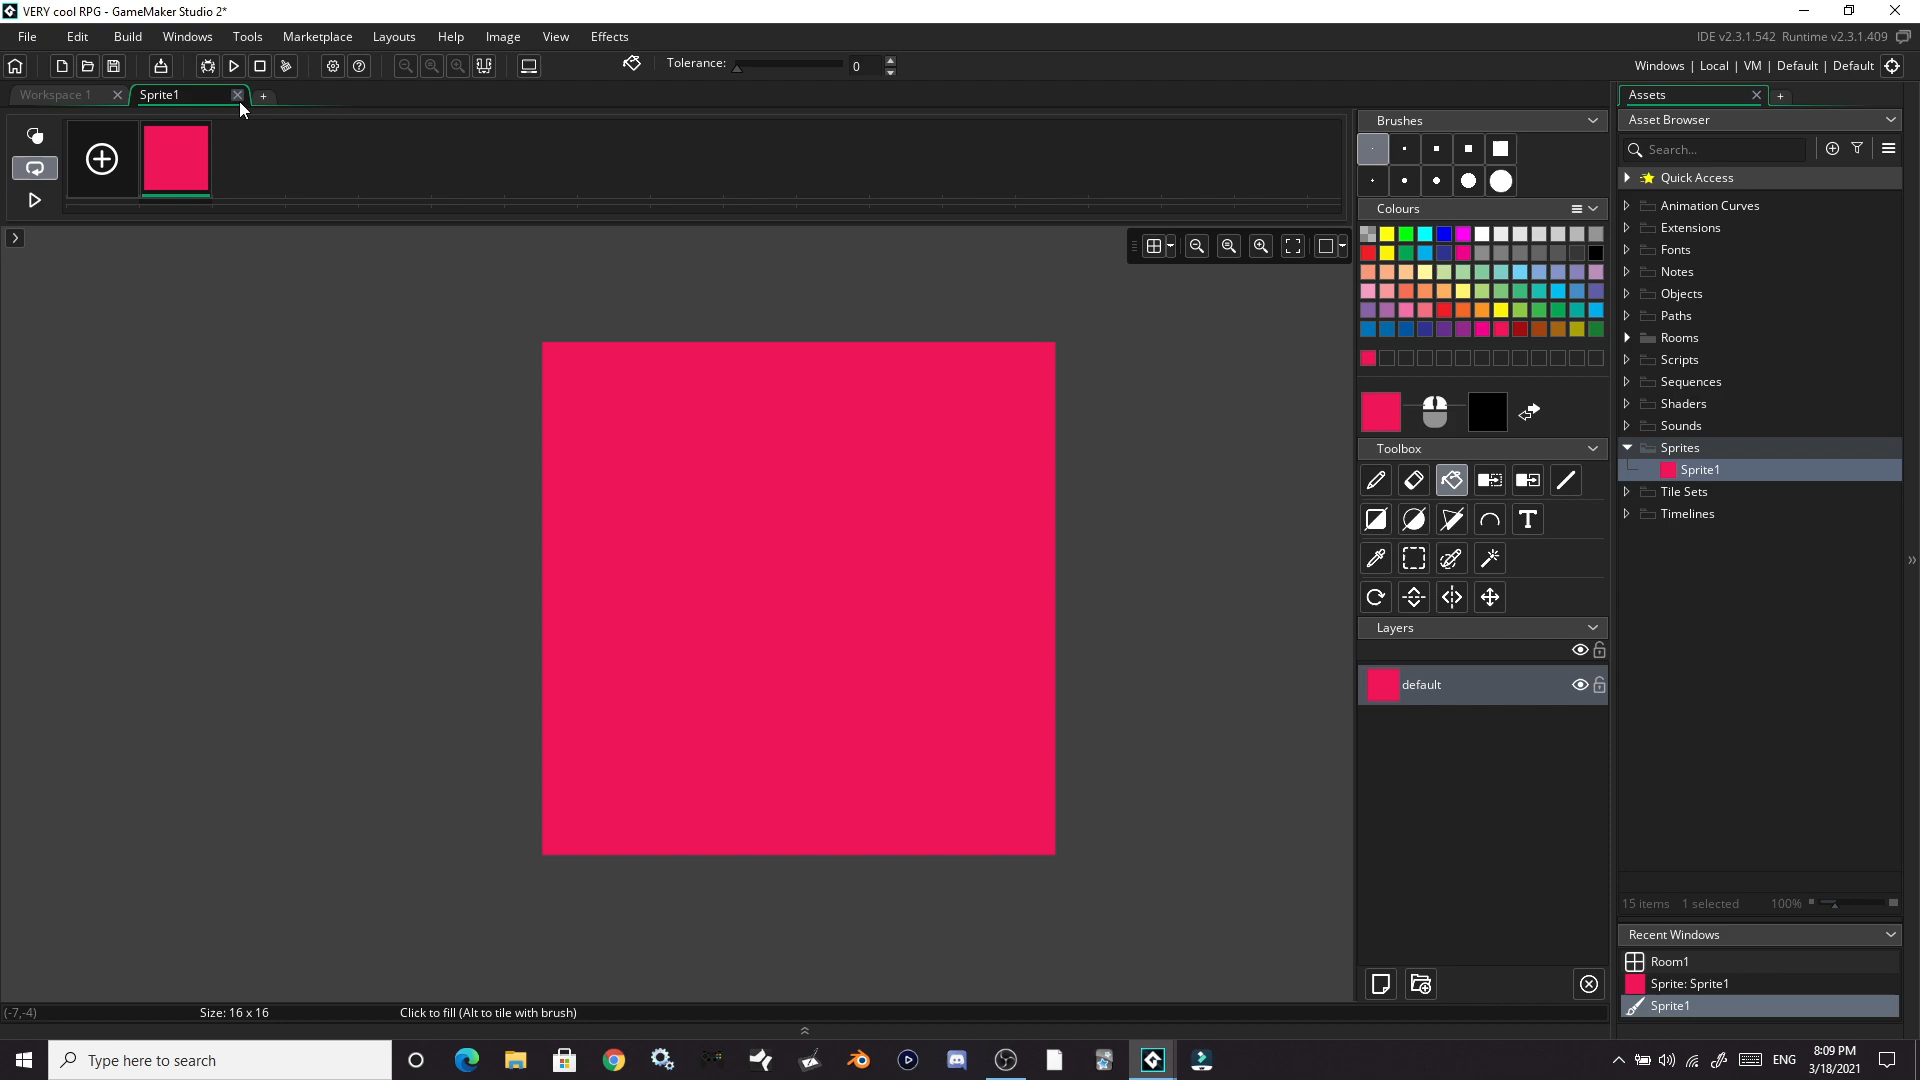 VERY cool RPG - GameMaker Studio 2*
File Edit Build Windows Tools Marketplace Layouts Help Image View Effects
IDE v2.3.1.542 Runtime v2.3.1.409
Tolerance: 0
Windows | Local | VM | Default | Default
Workspace 1
Sprite1
Assets
Brushes
Asset Browser
Search...
Quick Access
Colours
Animation Curves
Extensions
Fonts
Notes
Objects
Paths
Rooms
Scripts
Sequences
Shaders
Sounds
Toolbox
Sprites
Sprite1
Tile Sets
Timelines
T
Layers
default
15 items 1 selected 100%
Recent Windows
Room1
Sprite: Sprite1
Sprite1
(-7,-4) Size: 16 x 16 Click to fill (Alt to tile with brush)
Type here to search
ENG
8:09 PM
3/18/2021